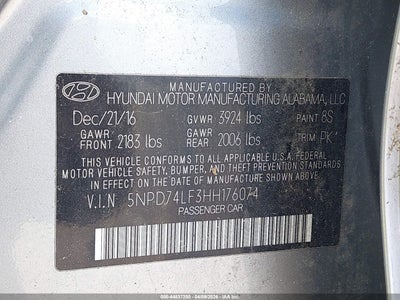 MANUFACTURED BY
HYUNDAI MOTOR MANUFACTURING ALABAMA, LLC
Dec/21/16 GVWR 3924 lbs PAINT 8S
GAWR FRONT 2183 lbs GAWR REAR 2006 lbs TRIM PK
THIS VEHICLE CONFORMS TO ALL APPLICABLE U.S.A FEDERAL
MOTOR VEHICLE SAFETY, BUMPER, AND THEFT PREVENTION STANDARDS
IN EFFECT ON THE DATE OF MANUFACTURE SHOWN ABOVE.
V.I.N 5NPD74LF3HH176074
PASSENGER CAR